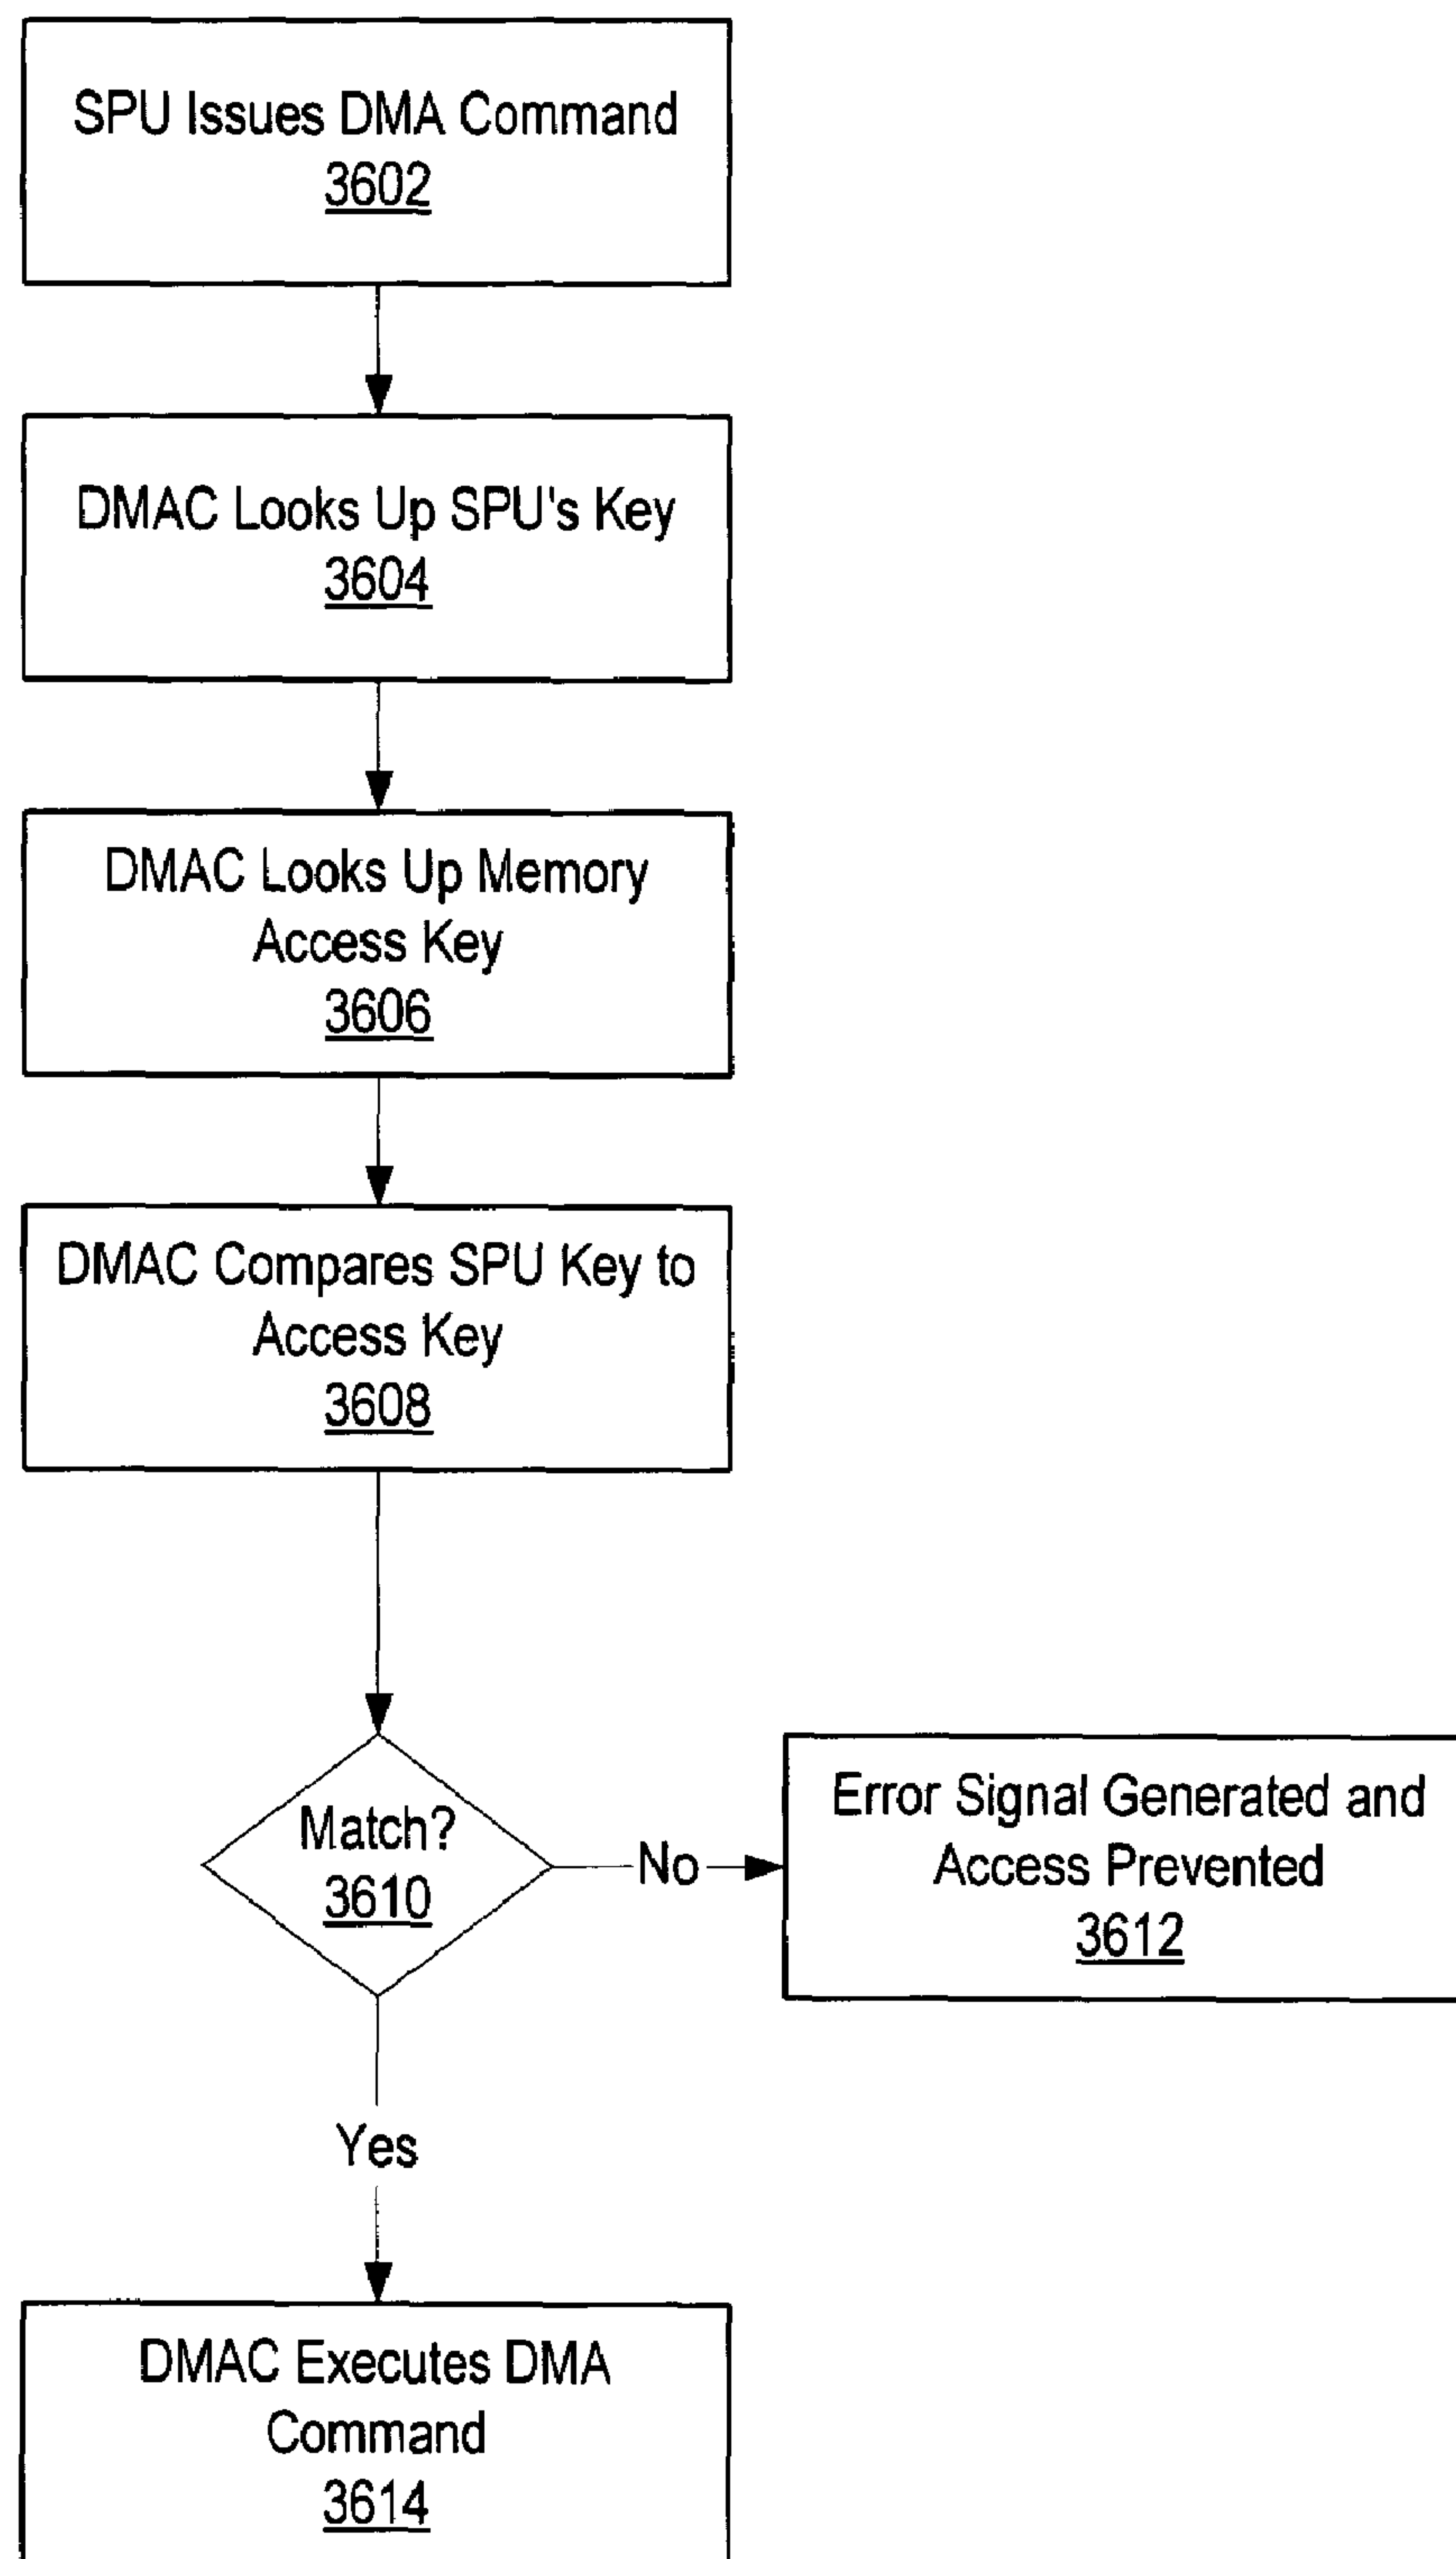 SPU Issues DMA Command
3602
DMAC Looks Up SPU's Key
3604
DMAC Looks Up Memory
Access Key
3606
DMAC Compares SPU Key to
Access Key
3608
Match?
3610
No
Error Signal Generated and
Access Prevented
3612
Yes
DMAC Executes DMA
Command
3614